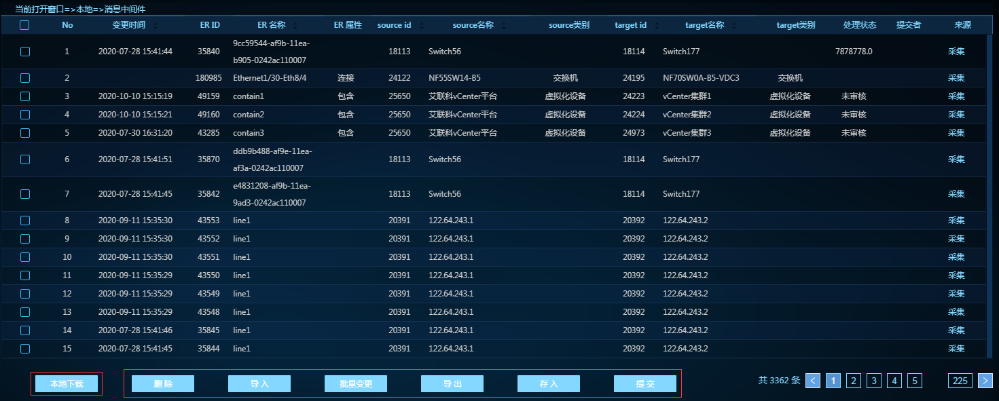 当前打开窗口=>本地=>消息中间件
No 变更时间 ER ID ER 名称 ER 属性 source id source名称 source类别 target id target名称 target类别 处理状态 提交者 来源
1 2020-07-28 15:41:44 35840 9cc59544-af9b-11ea-b905-0242ac110007 18113 Switch56 18114 Switch177 7878778.0 采集
2 180985 Ethernet1/30-Eth8/4 连接 24122 NF55SW14-B5 交换机 24195 NF70SW0A-B5-VDC3 交换机 采集
3 2020-10-10 15:15:19 49159 contain1 包含 25650 艾联科vCenter平台 虚拟化设备 24223 vCenter集群1 虚拟化设备 未审核 采集
4 2020-10-10 15:15:21 49160 contain2 包含 25650 艾联科vCenter平台 虚拟化设备 24224 vCenter集群2 虚拟化设备 未审核 采集
5 2020-07-30 16:31:20 43285 contain3 包含 25650 艾联科vCenter平台 虚拟化设备 24973 vCenter集群3 虚拟化设备 未审核 采集
6 2020-07-28 15:41:51 35870 ddb9b488-af9e-11ea-af3a-0242ac110007 18113 Switch56 18114 Switch177 采集
7 2020-07-28 15:41:45 35842 e4831208-af9b-11ea-9ad3-0242ac110007 18113 Switch56 18114 Switch177 采集
8 2020-09-11 15:35:30 43553 line1 20391 122.64.243.1 20392 122.64.243.2 采集
9 2020-09-11 15:35:30 43552 line1 20391 122.64.243.1 20392 122.64.243.2 采集
10 2020-09-11 15:35:30 43551 line1 20391 122.64.243.1 20392 122.64.243.2 采集
11 2020-09-11 15:35:29 43550 line1 20391 122.64.243.1 20392 122.64.243.2 采集
12 2020-09-11 15:35:29 43549 line1 20391 122.64.243.1 20392 122.64.243.2 采集
13 2020-09-11 15:35:29 43548 line1 20391 122.64.243.1 20392 122.64.243.2 采集
14 2020-07-28 15:41:46 35845 line1 20391 122.64.243.1 20392 122.64.243.2 采集
15 2020-07-28 15:41:45 35844 line1 20391 122.64.243.1 20392 122.64.243.2 采集
本地下载 删 除 导 入 批量变更 导 出 存 入 提 交 共 3362 条 < 1 2 3 4 5 225 >